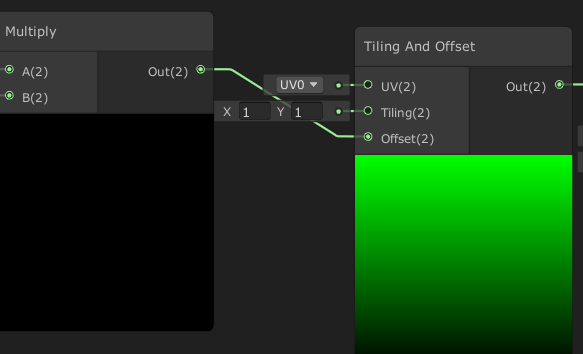 Multiply
A(2)
B(2)
Out(2)
UV0
X 1 Y 1
Tiling And Offset
UV(2)
Tiling(2)
Offset(2)
Out(2)